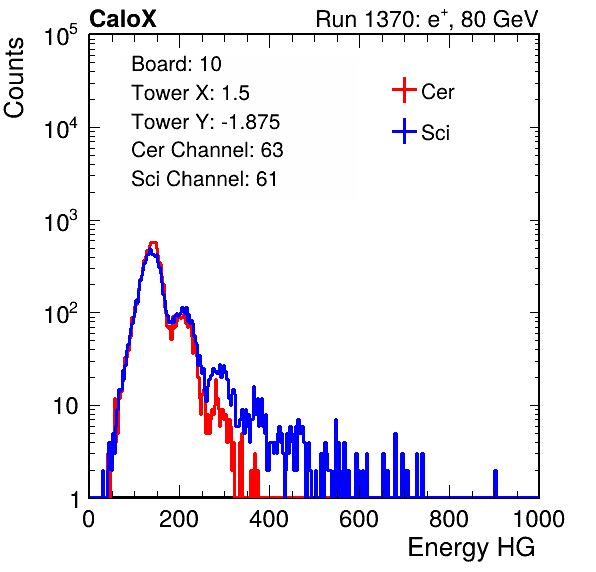 CaloX Run 1370: e⁺, 80 GeV
Counts
Board: 10
Tower X: 1.5
Tower Y: -1.875
Cer Channel: 63
Sci Channel: 61
Cer
Sci
10⁵
10⁴
10³
10²
10
1
0 200 400 600 800 1000
Energy HG